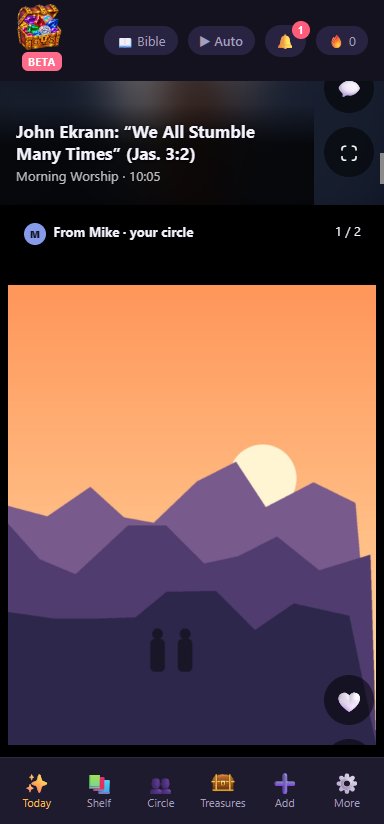 BETA
Bible
Auto
1
0
John Ekrann: “We All Stumble
Many Times” (Jas. 3:2)
Morning Worship · 10:05
M
From Mike · your circle
1 / 2
Today
Shelf
Circle
Treasures
Add
More